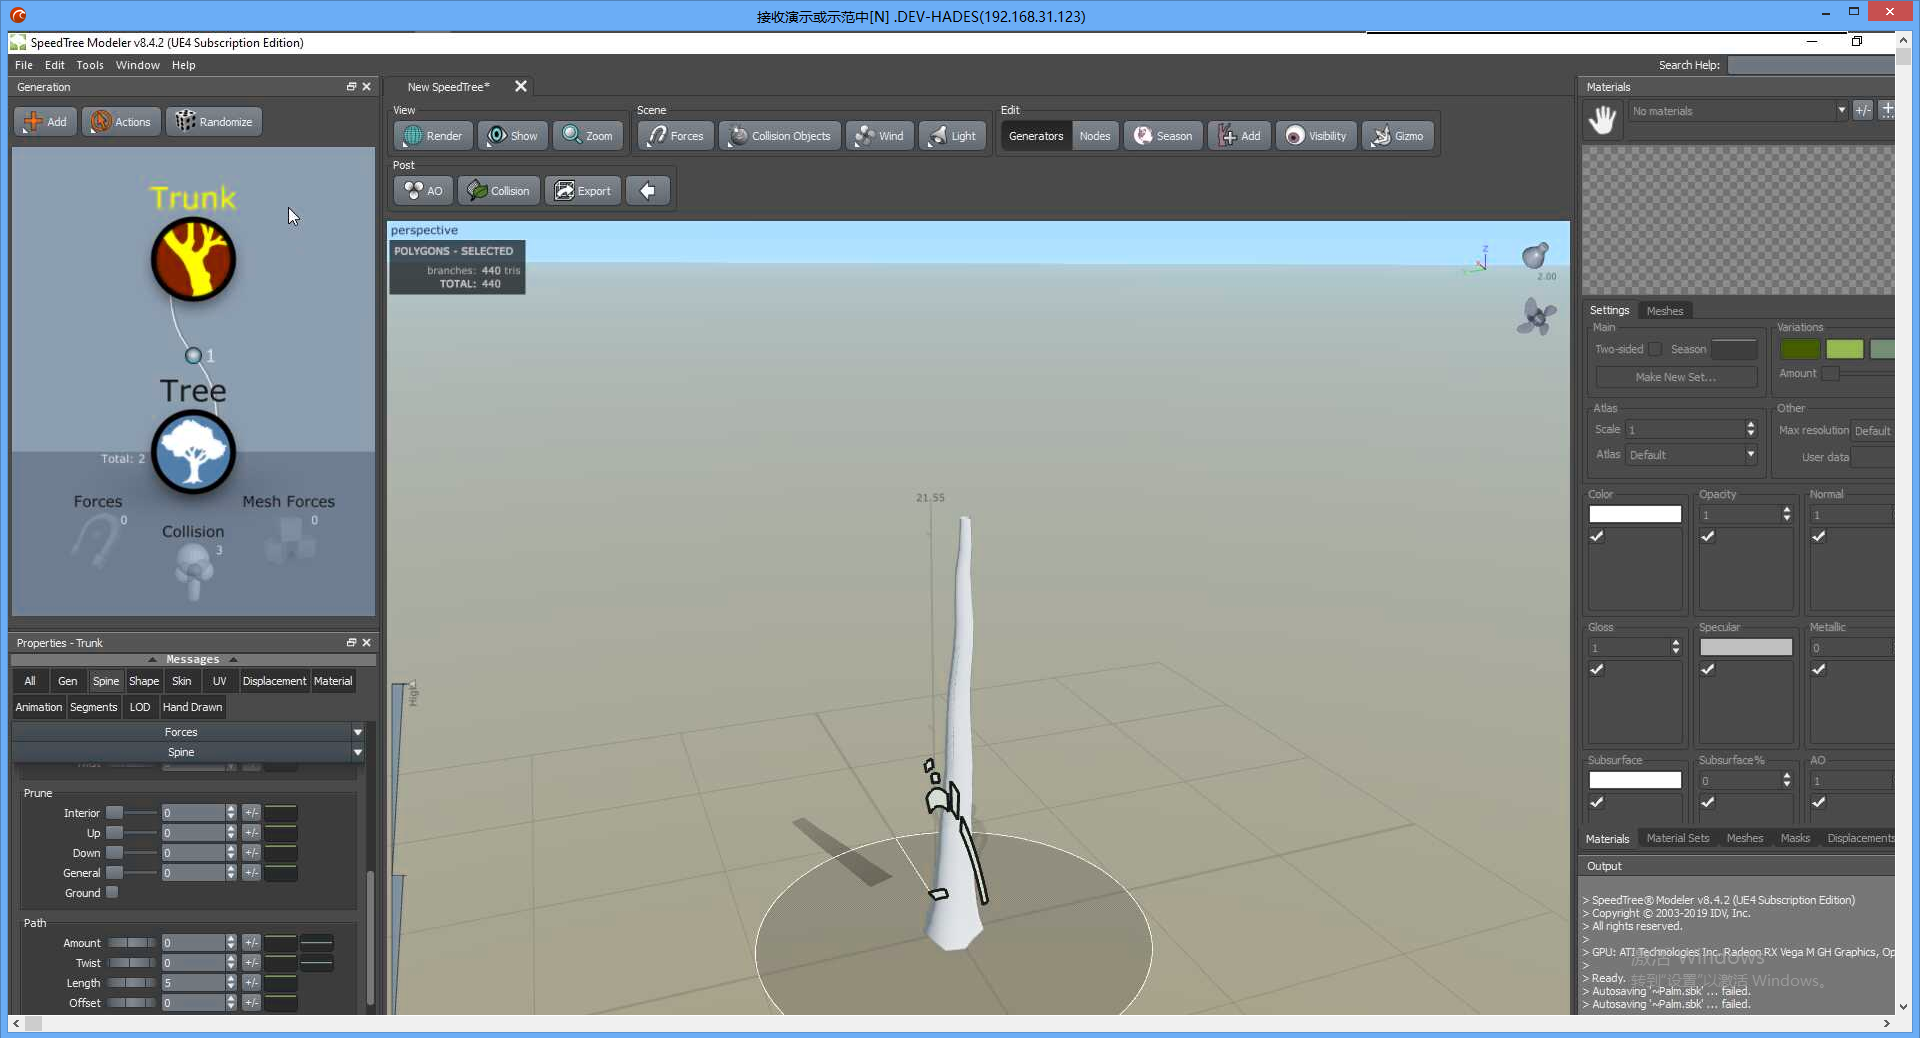 接收演示或示范中[N] .DEV-HADES(192.168.31.123)
SpeedTree Modeler v8.4.2 (UE4 Subscription Edition)
File Edit Tools Window Help
Search Help:
Generation
Add Actions Randomize
Trunk
1
Tree
Total: 2
Forces
0
Mesh Forces
0
Collision
3
Properties - Trunk
Messages
All Gen Spine Shape Skin UV Displacement Material
Animation Segments LOD Hand Drawn
Forces
Spine
Prune
Interior 0 +/-
Up 0 +/-
Down 0 +/-
General 0 +/-
Ground
Path
Amount 0 +/-
Twist 0 +/-
Length 5 +/-
Offset 0 +/-
New SpeedTree*
View
Render Show Zoom
Scene
Forces Collision Objects Wind Light
Edit
Generators Nodes Season Add Visibility Gizmo
Post
AO Collision Export
perspective
POLYGONS - SELECTED
branches: 440 tris
TOTAL: 440
Z
2.00
21.55
High
Materials
No materials
+/-
Settings Meshes
Main
Two-sided Season
Make New Set...
Variations
Amount
Atlas
Scale 1
Atlas Default
Other
Max resolution Default
User data
Color Opacity Normal
1 1
Gloss Specular Metallic
1 0
Subsurface Subsurface% AO
0 1
Materials Material Sets Meshes Masks Displacements
Output
> SpeedTree® Modeler v8.4.2 (UE4 Subscription Edition)
> Copyright © 2003-2019 IDV, Inc.
> All rights reserved.
>
> GPU: ATI Technologies Inc. Radeon RX Vega M GH Graphics, Op
>
> Ready.
> Autosaving '~Palm.sbk' ... failed.
> Autosaving '~Palm.sbk' ... failed.
激活 Windows
转到"设置"以激活 Windows。